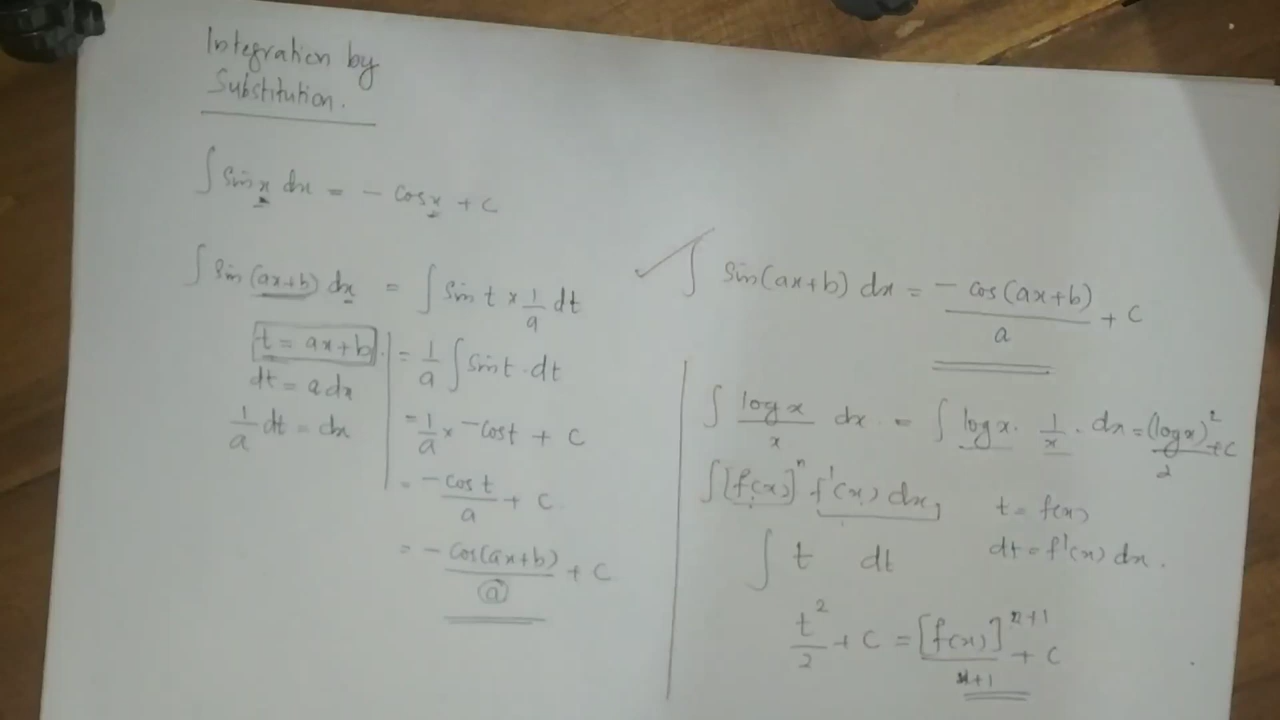 Integration by
Substitution.
∫ sin x dx = - cos x + c
∫ sin (ax+b) dx = ∫ sin t × 1/a dt
t = ax+b
= 1/a ∫ sin t · dt
dt = a dx
1/a dt = dx
= 1/a × - cos t + c
= - cos t / a + c
= - cos(ax+b) / a + c
∫ sin(ax+b) dx = - cos(ax+b) / a + c
∫ log x / x dx = ∫ log x · 1/x · dx = (log x)² / 2 + c
∫ [f(x)]ⁿ f'(x) dx,
t = f(x)
dt = f'(x) dx.
∫ t dt
t² / 2 + c = [f(x)]ⁿ⁺¹ / n+1 + c